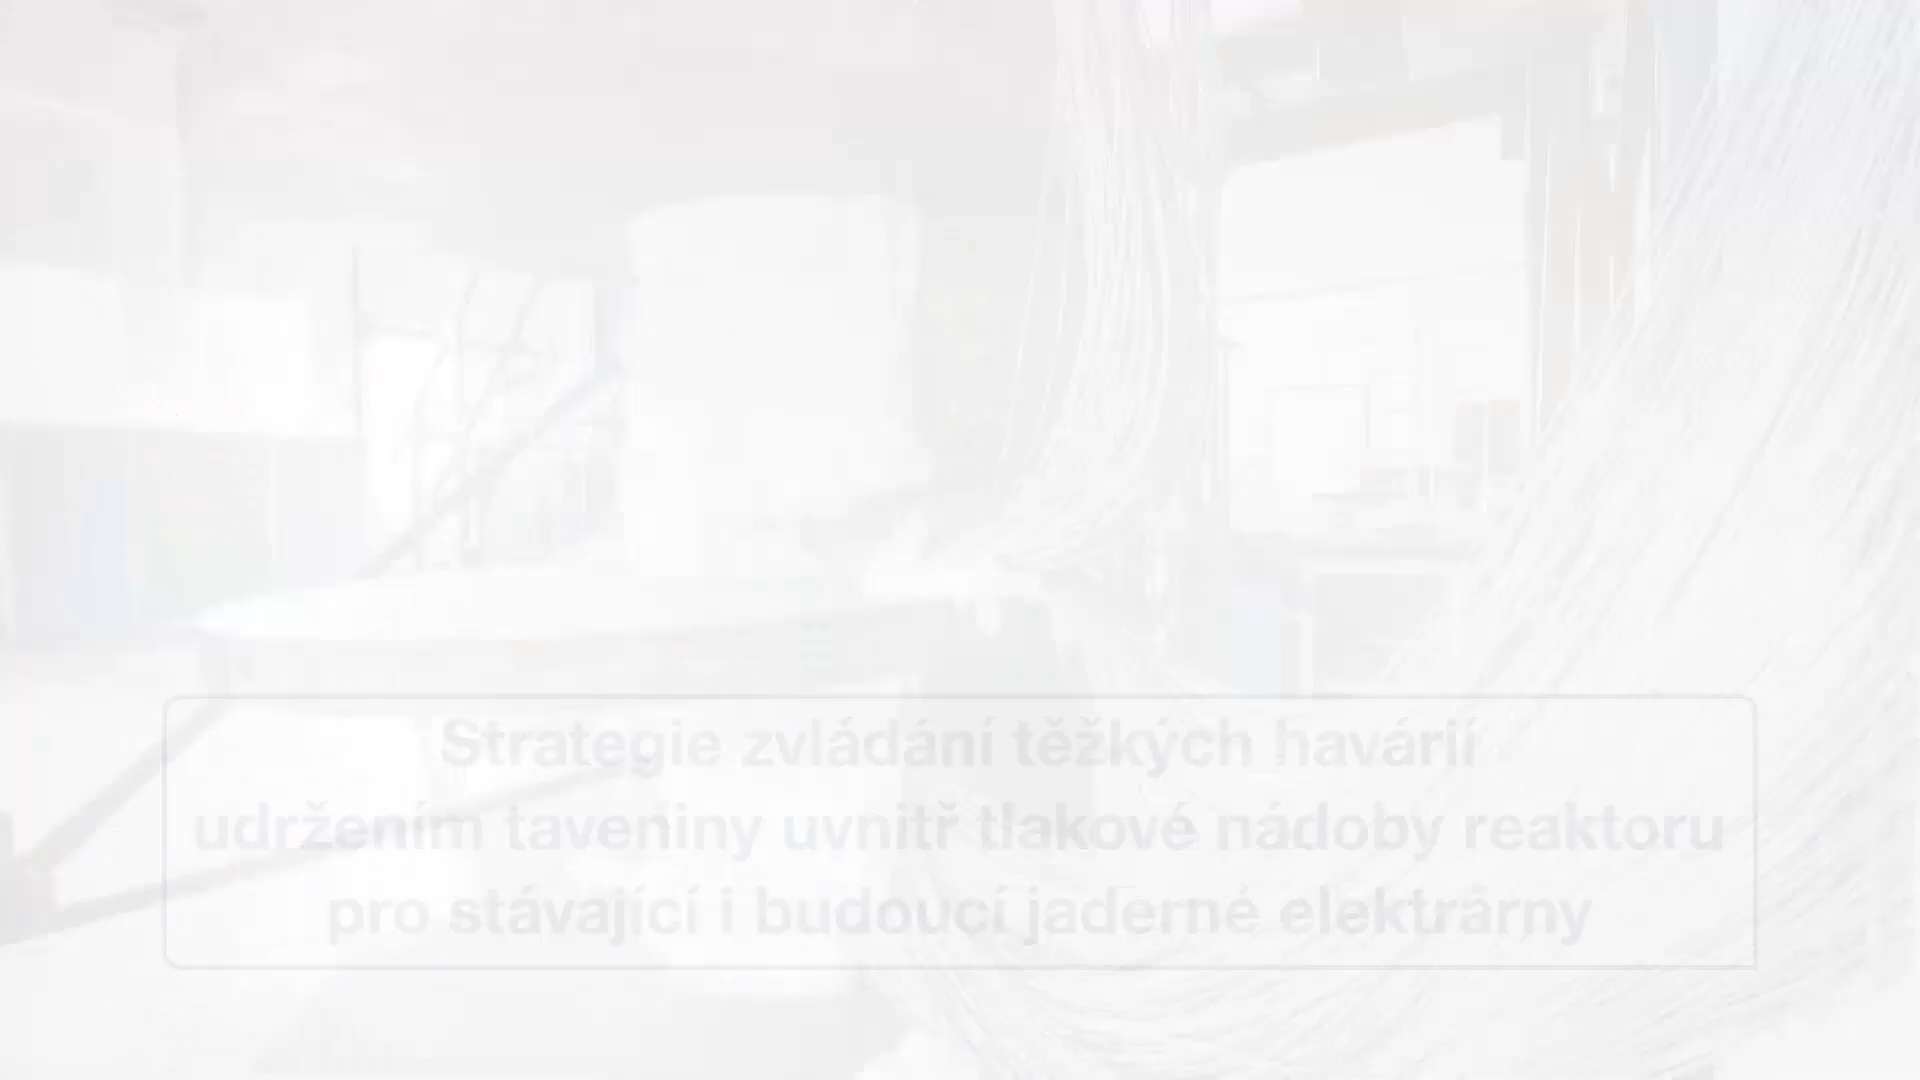 Strategie zvládání těžkých havárií
udržením taveniny uvnitř tlakové nádoby reaktoru
pro stávající i budoucí jaderné elektrárny